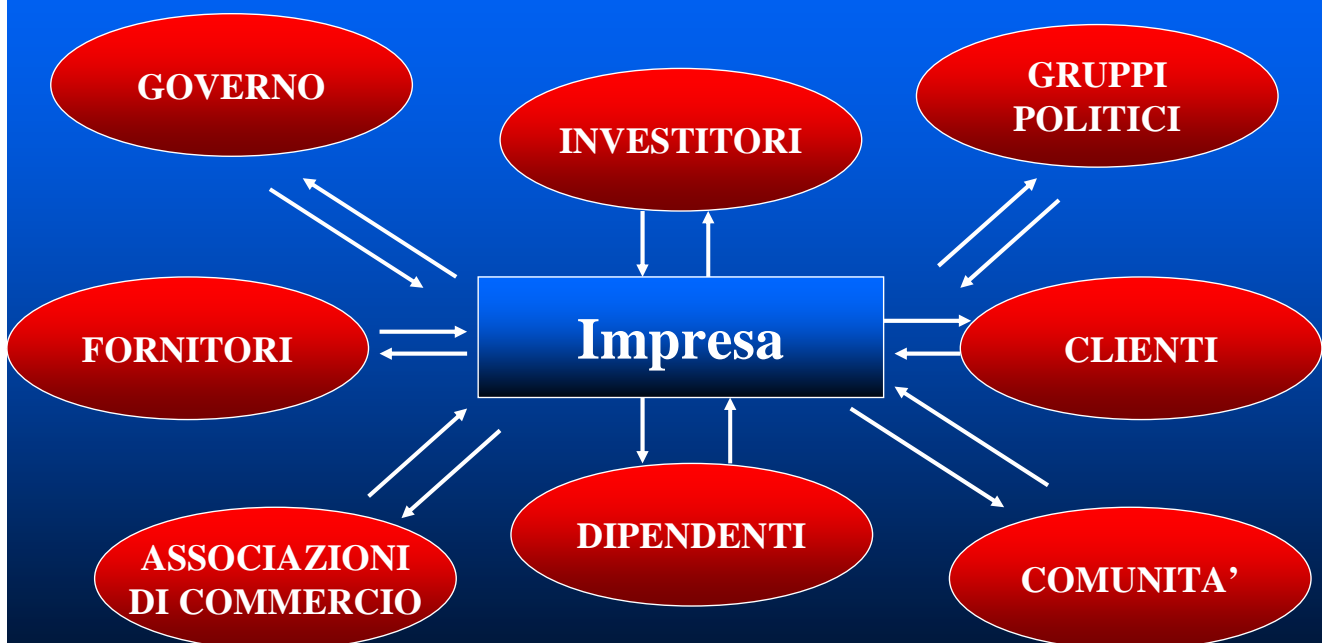 GOVERNO
INVESTITORI
GRUPPI
POLITICI
FORNITORI
Impresa
CLIENTI
ASSOCIAZIONI
DI COMMERCIO
DIPENDENTI
COMUNITA’